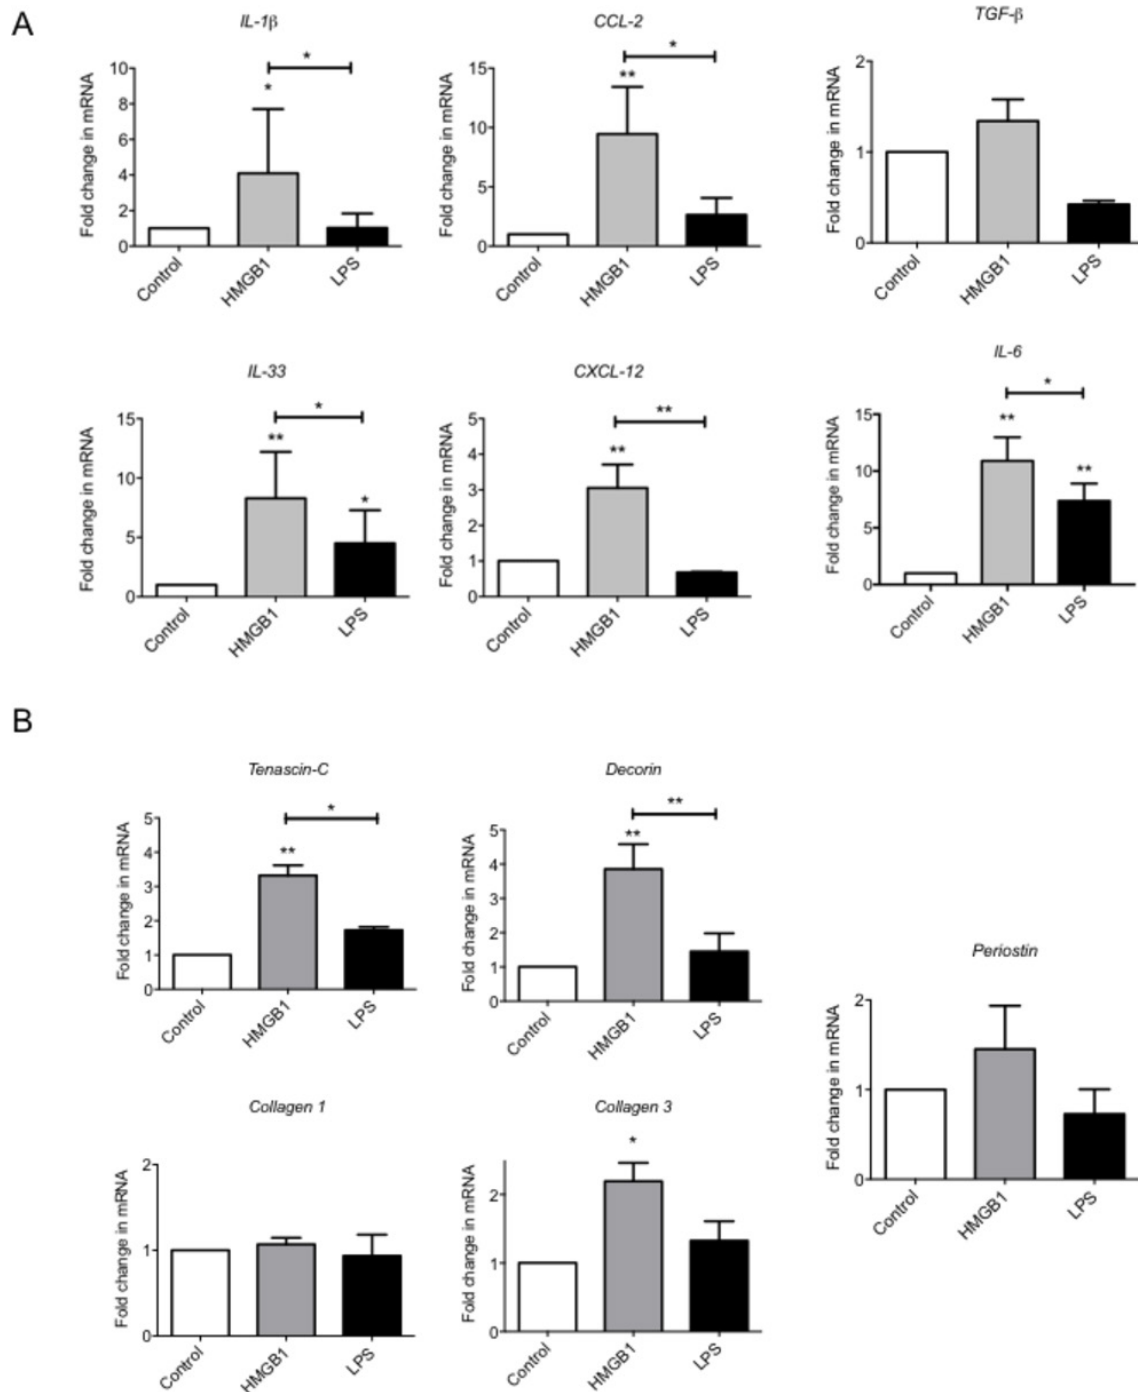 A
IL-1β
Fold change in mRNA
10
8
6
4
2
0
*
*
Control
HMGB1
LPS
CCL-2
Fold change in mRNA
15
10
5
0
**
*
Control
HMGB1
LPS
TGF-β
Fold change in mRNA
2
1
0
Control
HMGB1
LPS
IL-33
Fold change in mRNA
15
10
5
0
**
*
*
Control
HMGB1
LPS
CXCL-12
Fold change in mRNA
5
4
3
2
1
0
**
**
Control
HMGB1
LPS
IL-6
Fold change in mRNA
15
10
5
0
**
*
**
Control
HMGB1
LPS
B
Tenascin-C
Fold change in mRNA
5
4
3
2
1
0
**
*
Control
HMGB1
LPS
Decorin
Fold change in mRNA
5
4
3
2
1
0
**
**
Control
HMGB1
LPS
Periostin
Fold change in mRNA
2
1
0
Control
HMGB1
LPS
Collagen 1
Fold change in mRNA
2
1
0
Control
HMGB1
LPS
Collagen 3
Fold change in mRNA
2
1
0
*
Control
HMGB1
LPS